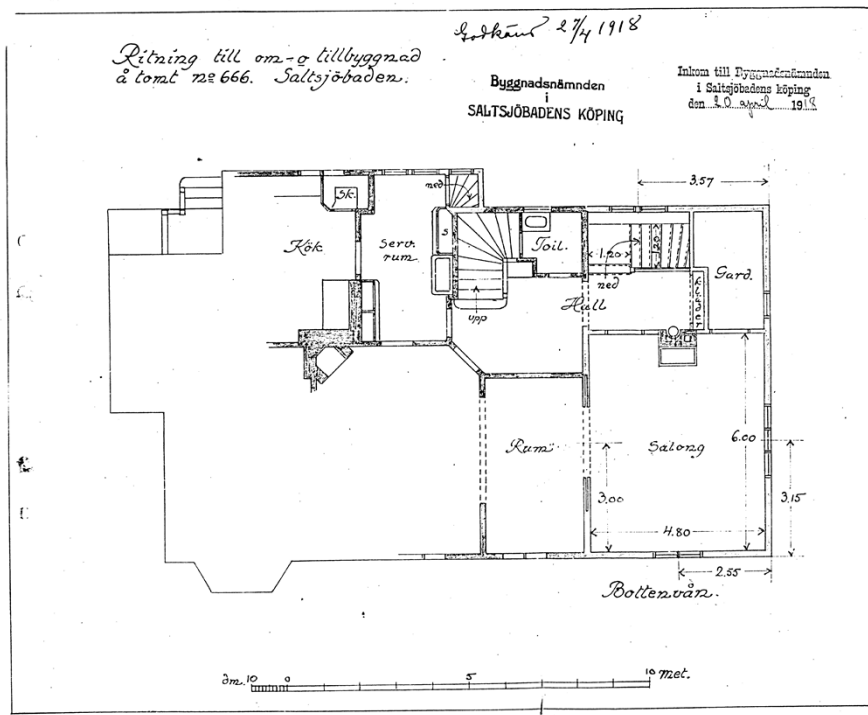 Godkänd 27/4 1918
Ritning till om- o tillbyggnad
å tomt nº 666. Saltsjöbaden.
Byggnadsnämnden
i
SALTSJÖBADENS KÖPING
Inkom till Byggnadsnämnden
i Saltsjöbadens köping
den 20 april 1918
3.57
ned
Sk.
Kök
Serv.
rum
S
Toil.
1.20
1.20
Gard.
ned
Kläder
Hall
upp
Rum
Salong
6.00
3.00
3.15
4.80
2.55
Bottenvån.
dm. 10 0 5 10 met.